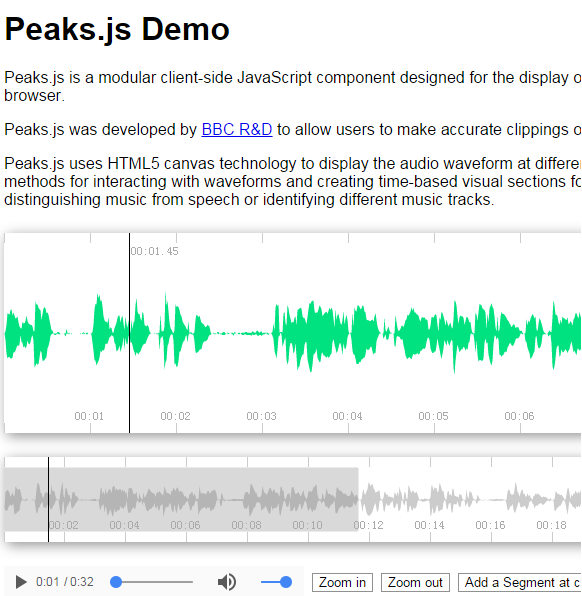 Peaks.js Demo
Peaks.js is a modular client-side JavaScript component designed for the display o
browser.
Peaks.js was developed by BBC R&D to allow users to make accurate clippings o
Peaks.js uses HTML5 canvas technology to display the audio waveform at differe
methods for interacting with waveforms and creating time-based visual sections fo
distinguishing music from speech or identifying different music tracks.
00:01.45
00:01 00:02 00:03 00:04 00:05 00:06
00:02 00:04 00:06 00:08 00:10 00:12 00:14 00:16 00:18
0:01 / 0:32 Zoom in Zoom out Add a Segment at c